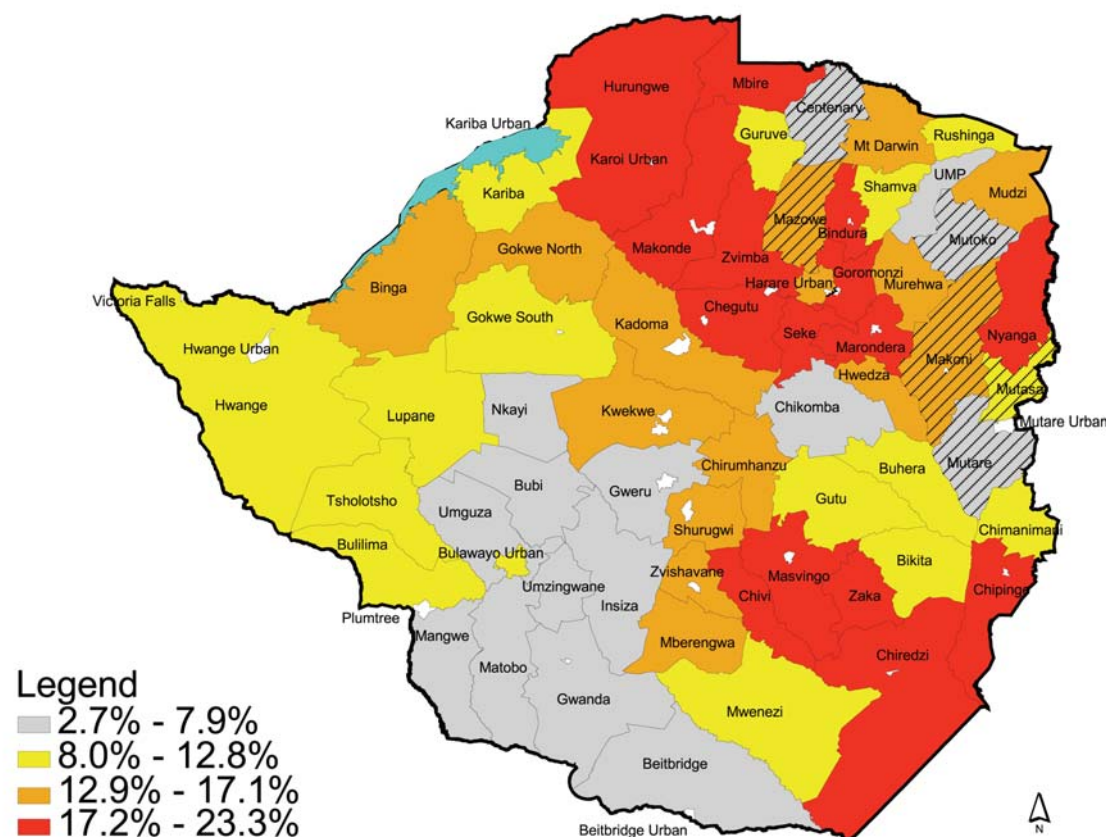 Hurungwe
Mbire
Centenary
Kariba Urban
Guruve
Mt Darwin
Rushinga
Karoi Urban
UMP
Kariba
Shamva
Mudzi
Mazowe
Bindura
Mutoko
Gokwe North
Makonde
Zvimba
Goromonzi
Binga
Harare Urban
Murehwa
Victoria Falls
Gokwe South
Chegutu
Kadoma
Seke
Nyanga
Hwange Urban
Marondera
Makoni
Hwedza
Mutasa
Hwange
Lupane
Nkayi
Kwekwe
Chikomba
Mutare Urban
Mutare
Chirumhanzu
Buhera
Bubi
Gweru
Tsholotsho
Gutu
Umguza
Shurugwi
Chimanimani
Bulilima
Bulawayo Urban
Bikita
Zvishavane
Masvingo
Umzingwane
Chivi
Zaka
Chipinge
Plumtree
Insiza
Mangwe
Mberengwa
Matobo
Chiredzi
Gwanda
Mwenezi
Beitbridge
Beitbridge Urban
Legend
2.7% - 7.9%
8.0% - 12.8%
12.9% - 17.1%
17.2% - 23.3%
N